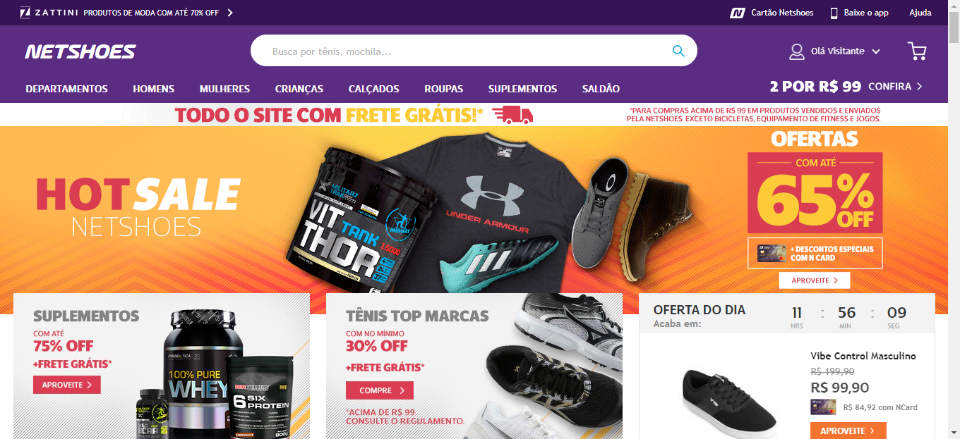 ZATTINI PRODUTOS DE MODA COM ATÉ 70% OFF
Cartão Netshoes
Baixe o app
Ajuda
NETSHOES
Busca por tênis, mochila...
Olá Visitante
DEPARTAMENTOS HOMENS MULHERES CRIANÇAS CALÇADOS ROUPAS SUPLEMENTOS SALDÃO
2 POR R$ 99 CONFIRA
TODO O SITE COM FRETE GRÁTIS!*
*PARA COMPRAS ACIMA DE R$ 99 EM PRODUTOS VENDIDOS E ENVIADOS
PELA NETSHOES. EXCETO BICICLETAS, EQUIPAMENTO DE FITNESS E JOGOS.
HOT SALE
NETSHOES
MILITARY
TRAIL
VIT
TANK
THOR
UNDER ARMOUR
OFERTAS
COM ATÉ
65%
OFF
+ DESCONTOS ESPECIAIS
COM N CARD
APROVEITE
SUPLEMENTOS
COM ATÉ
75% OFF
+FRETE GRÁTIS*
APROVEITE
100% PURE
WHEY
6 SIX
PROTEIN
TÊNIS TOP MARCAS
COM NO MÍNIMO
30% OFF
+FRETE GRÁTIS*
COMPRE
*ACIMA DE R$ 99.
CONSULTE O REGULAMENTO.
OFERTA DO DIA
Acaba em:
11 : 56 : 09
HRS MIN SEG
Vibe Control Masculino
R$ 199,90
R$ 99,90
R$ 84,92 com NCard
APROVEITE